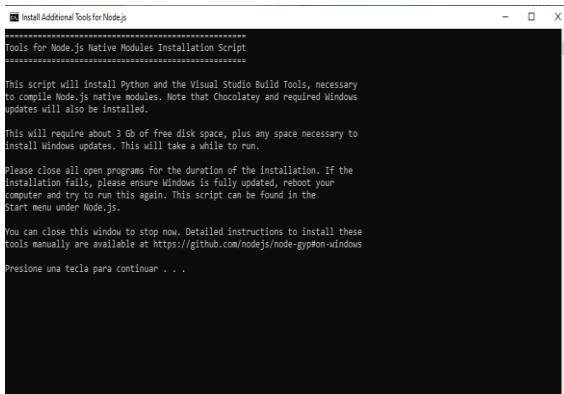 Install Additional Tools for Node.js
====================================================
Tools for Node.js Native Modules Installation Script
====================================================
This script will install Python and the Visual Studio Build Tools, necessary
to compile Node.js native modules. Note that Chocolatey and required Windows
updates will also be installed.
This will require about 3 Gb of free disk space, plus any space necessary to
install Windows updates. This will take a while to run.
Please close all open programs for the duration of the installation. If the
installation fails, please ensure Windows is fully updated, reboot your
computer and try to run this again. This script can be found in the
Start menu under Node.js.
You can close this window to stop now. Detailed instructions to install these
tools manually are available at https://github.com/nodejs/node-gyp#on-windows
Presione una tecla para continuar . . .